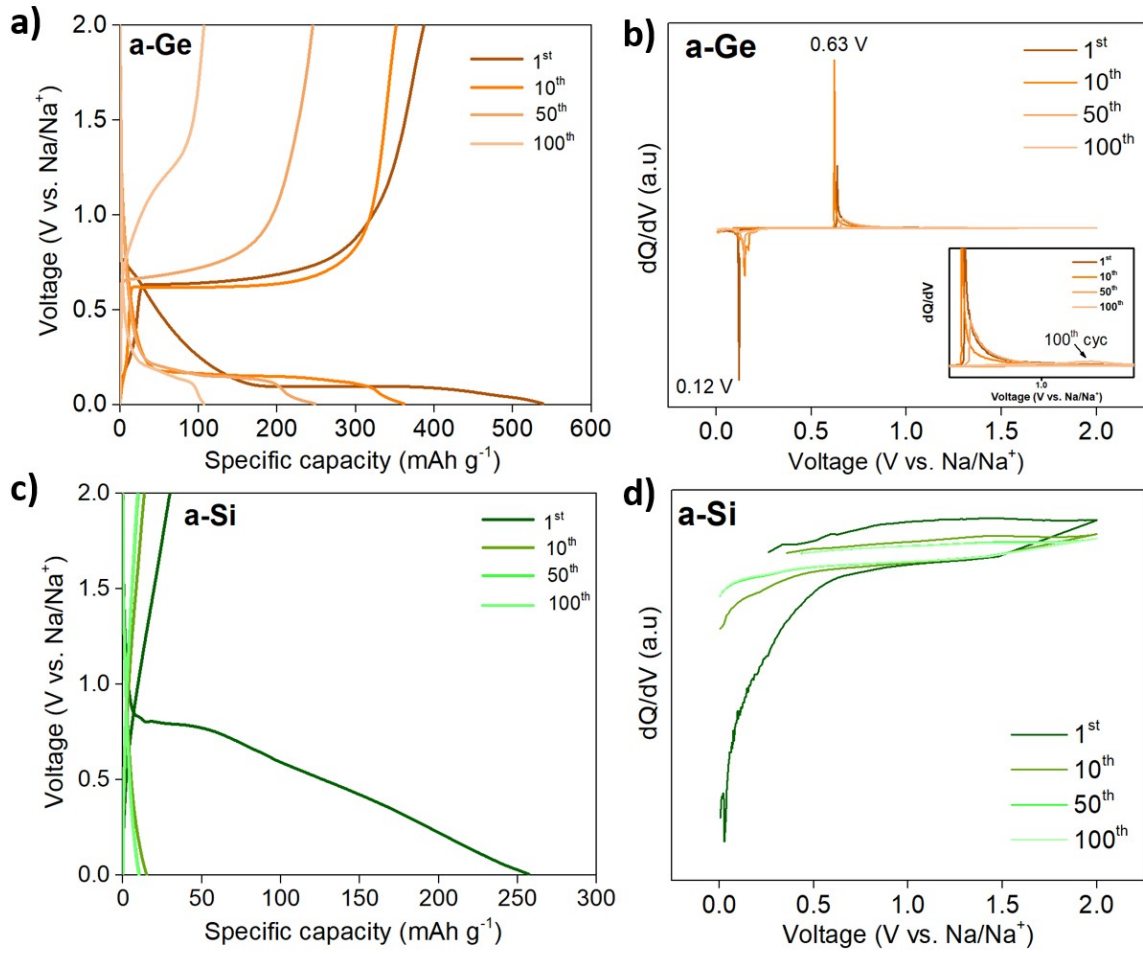 a)
a-Ge
Voltage (V vs. Na/Na⁺)
2.0
1.5
1.0
0.5
0.0
1st
10th
50th
100th
0 100 200 300 400 500 600
Specific capacity (mAh g⁻¹)
b)
a-Ge
dQ/dV (a.u)
0.63 V
0.12 V
1st
10th
50th
100th
dQ/dV
1st
10th
50th
100th
100th cyc
1.0
Voltage (V vs. Na/Na⁺)
0.0 0.5 1.0 1.5 2.0
Voltage (V vs. Na/Na⁺)
c)
a-Si
Voltage (V vs. Na/Na⁺)
2.0
1.5
1.0
0.5
0.0
1st
10th
50th
100th
0 50 100 150 200 250 300
Specific capacity (mAh g⁻¹)
d)
a-Si
dQ/dV (a.u)
1st
10th
50th
100th
0.0 0.5 1.0 1.5 2.0
Voltage (V vs. Na/Na⁺)